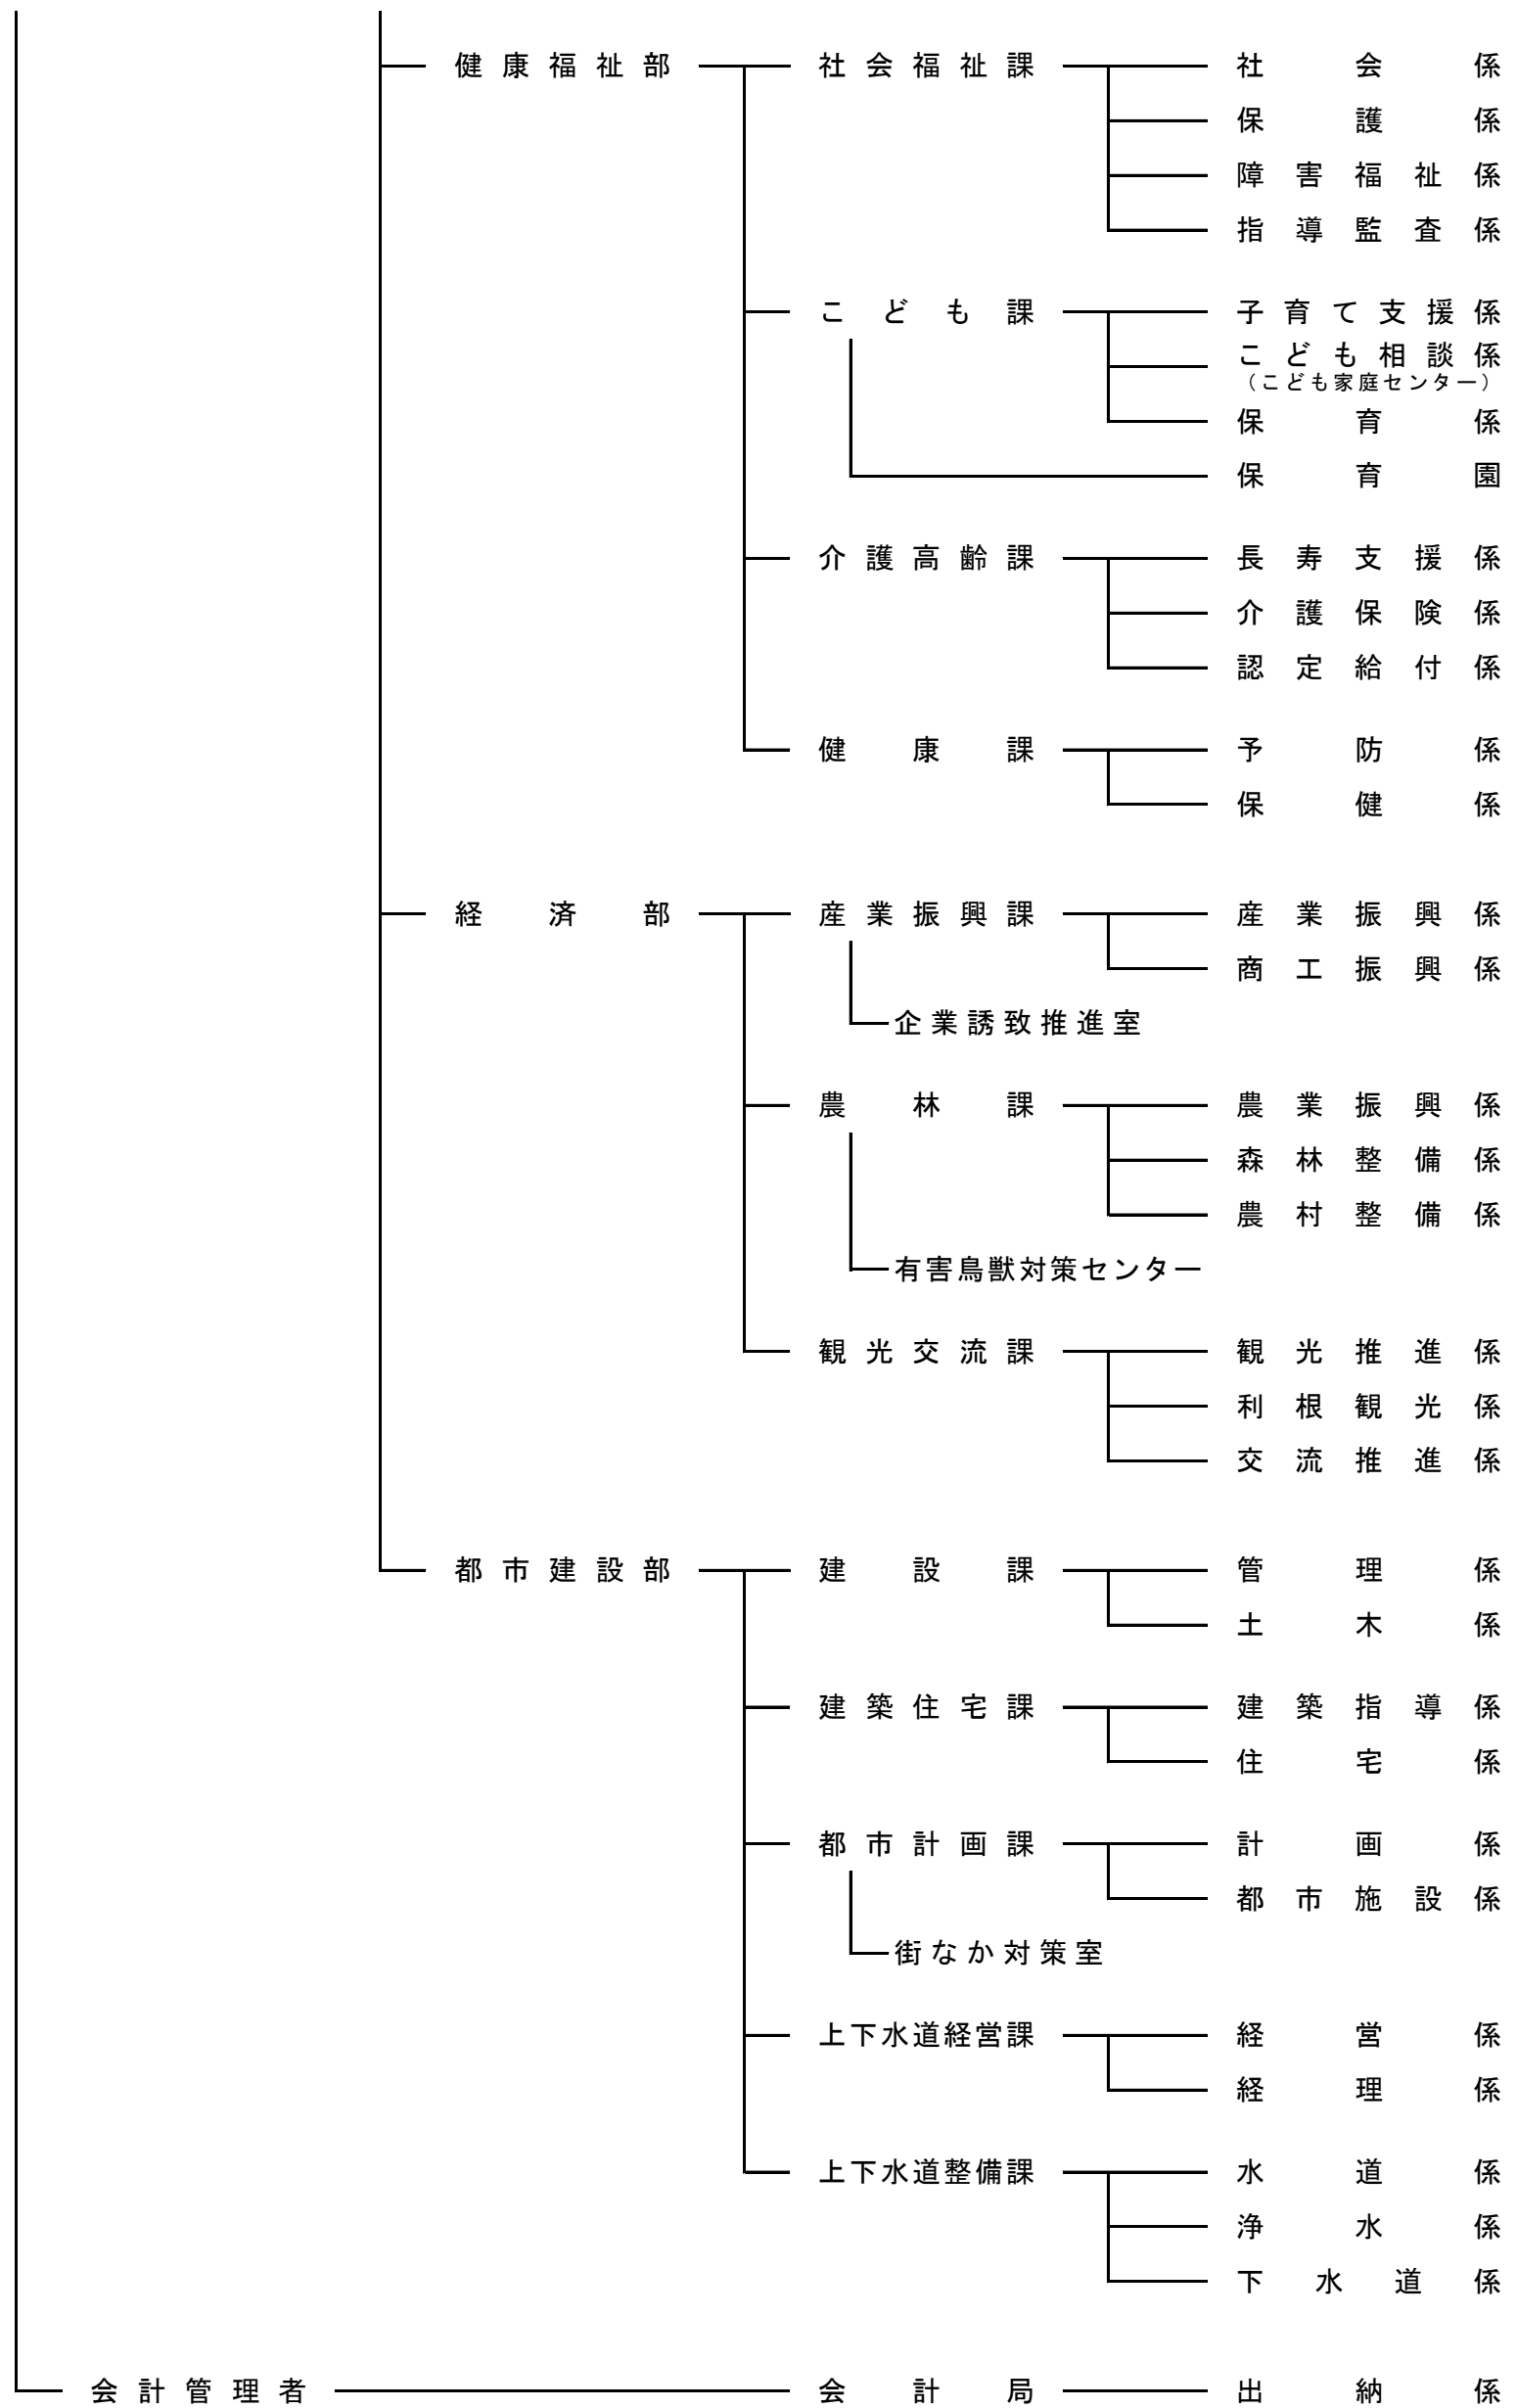 健康福祉部 社会福祉課 社会係
保護係
障害福祉係
指導監査係
こども課 子育て支援係
こども相談係
（こども家庭センター）
保育係
保育園
介護高齢課 長寿支援係
介護保険係
認定給付係
健康課 予防係
保健係
経済部 産業振興課 産業振興係
商工振興係
企業誘致推進室
農林課 農業振興係
森林整備係
農村整備係
有害鳥獣対策センター
観光交流課 観光推進係
利根観光係
交流推進係
都市建設部 建設課 管理係
土木係
建築住宅課 建築指導係
住宅係
都市計画課 計画係
都市施設係
街なか対策室
上下水道経営課 経営係
経理係
上下水道整備課 水道係
浄水係
下水道係
会計管理者 会計局 出納係